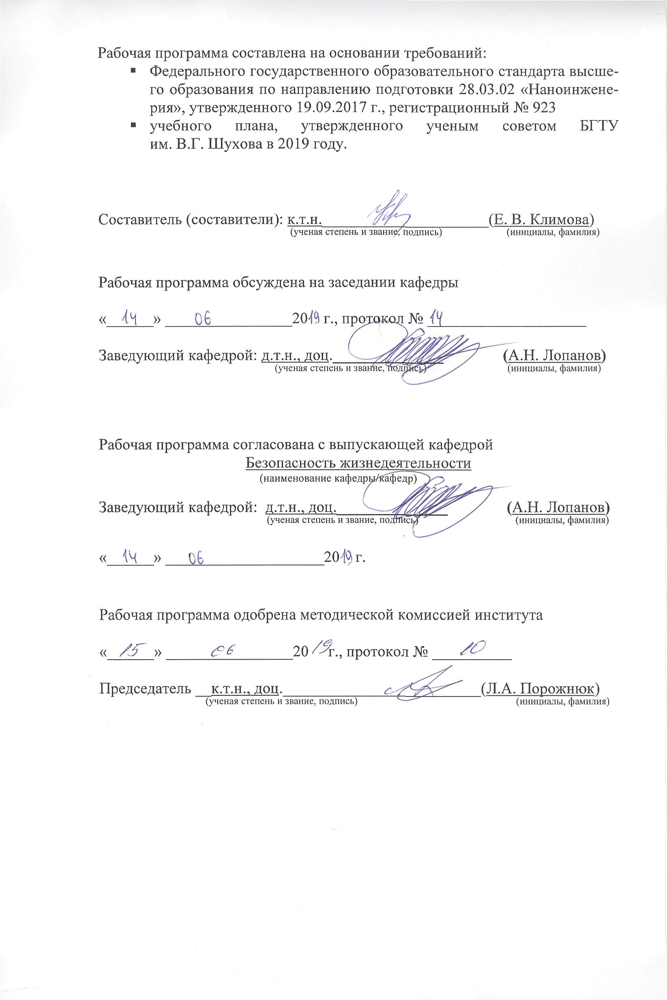 Рабочая программа составлена на основании требований:
▪ Федерального государственного образовательного стандарта высше-
го образования по направлению подготовки 28.03.02 «Наноинжене-
рия», утвержденного 19.09.2017 г., регистрационный № 923
▪ учебного плана, утвержденного ученым советом БГТУ
им. В.Г. Шухова в 2019 году.
Составитель (составители): к.т.н. (Е. В. Климова)
(ученая степень и звание, подпись) (инициалы, фамилия)
Рабочая программа обсуждена на заседании кафедры
« 14 » 06 2019 г., протокол № 14
Заведующий кафедрой: д.т.н., доц. (А.Н. Лопанов)
(ученая степень и звание, подпись) (инициалы, фамилия)
Рабочая программа согласована с выпускающей кафедрой
Безопасность жизнедеятельности
(наименование кафедры/кафедр)
Заведующий кафедрой: д.т.н., доц. (А.Н. Лопанов)
(ученая степень и звание, подпись) (инициалы, фамилия)
« 14 » 06 2019 г.
Рабочая программа одобрена методической комиссией института
« 15 » 06 2019 г., протокол № 10
Председатель к.т.н., доц. (Л.А. Порожнюк)
(ученая степень и звание, подпись) (инициалы, фамилия)